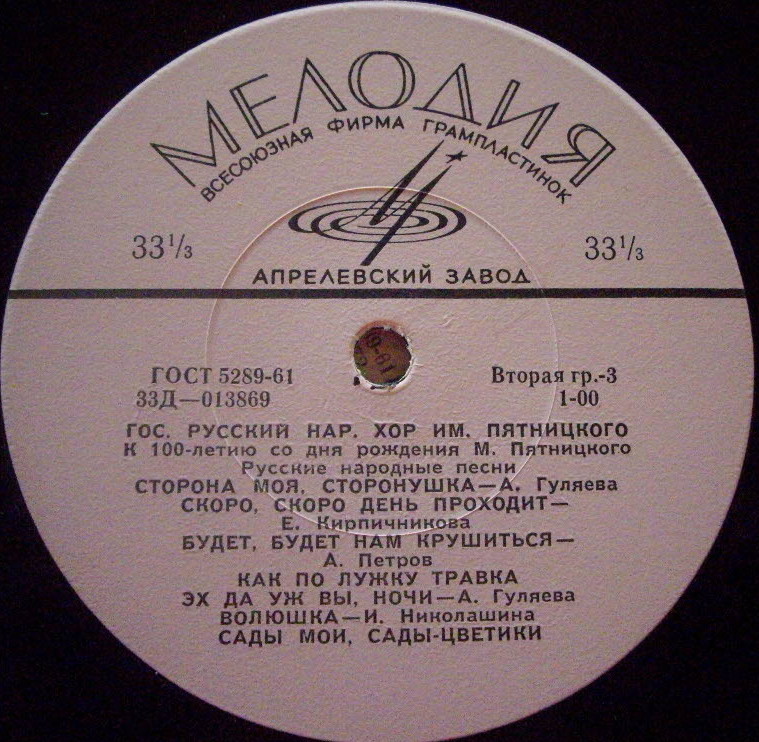 МЕЛОДИЯ
ВСЕСОЮЗНАЯ ФИРМА ГРАМПЛАСТИНОК
33⅓ 33⅓
АПРЕЛЕВСКИЙ ЗАВОД
ГОСТ 5289-61 Вторая гр.-3
33Д—013869 1-00
ГОС. РУССКИЙ НАР. ХОР ИМ. ПЯТНИЦКОГО
К 100-летию со дня рождения М. Пятницкого
Русские народные песни
СТОРОНА МОЯ, СТОРОНУШКА—А. Гуляева
СКОРО, СКОРО ДЕНЬ ПРОХОДИТ—
Е. Кирпичникова
БУДЕТ, БУДЕТ НАМ КРУШИТЬСЯ—
А. Петров
КАК ПО ЛУЖКУ ТРАВКА
ЭХ ДА УЖ ВЫ, НОЧИ—А. Гуляева
ВОЛЮШКА—И. Николашина
САДЫ МОИ, САДЫ-ЦВЕТИКИ